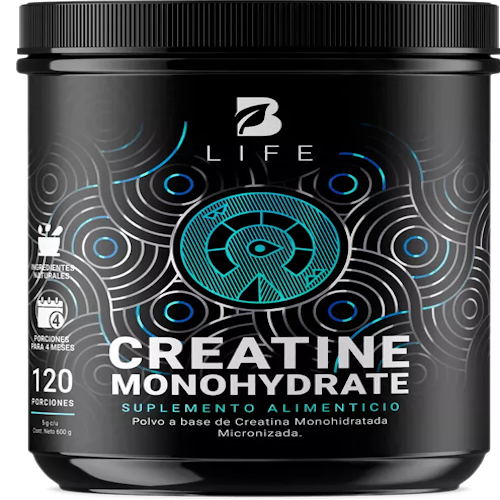 B
LIFE
INGREDIENTES
NATURALES
4
PORCIONES
PARA 4 MESES
120
PORCIONES
5 g c/u
Cont. Neto 600 g
CREATINE
MONOHYDRATE
SUPLEMENTO ALIMENTICIO
Polvo a base de Creatina Monohidratada
Micronizada.